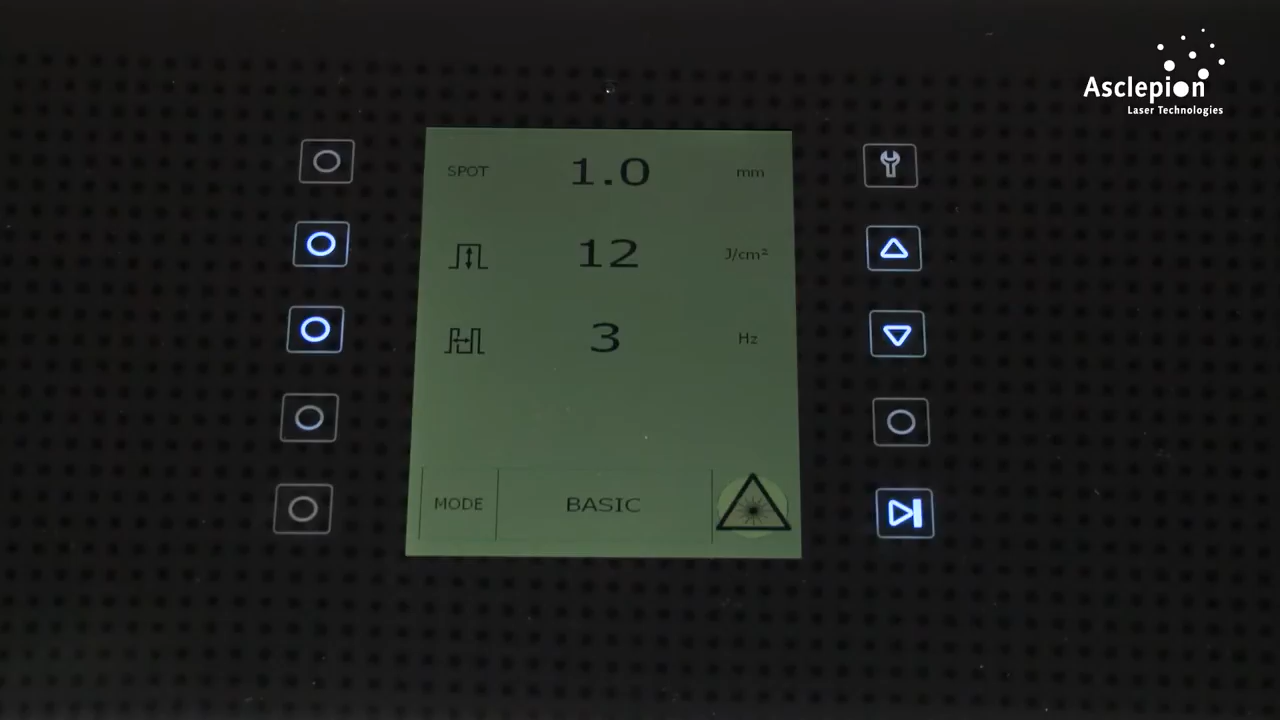 Asclepion
Laser Technologies
SPOT 1.0 mm
12 J/cm²
3 Hz
MODE BASIC